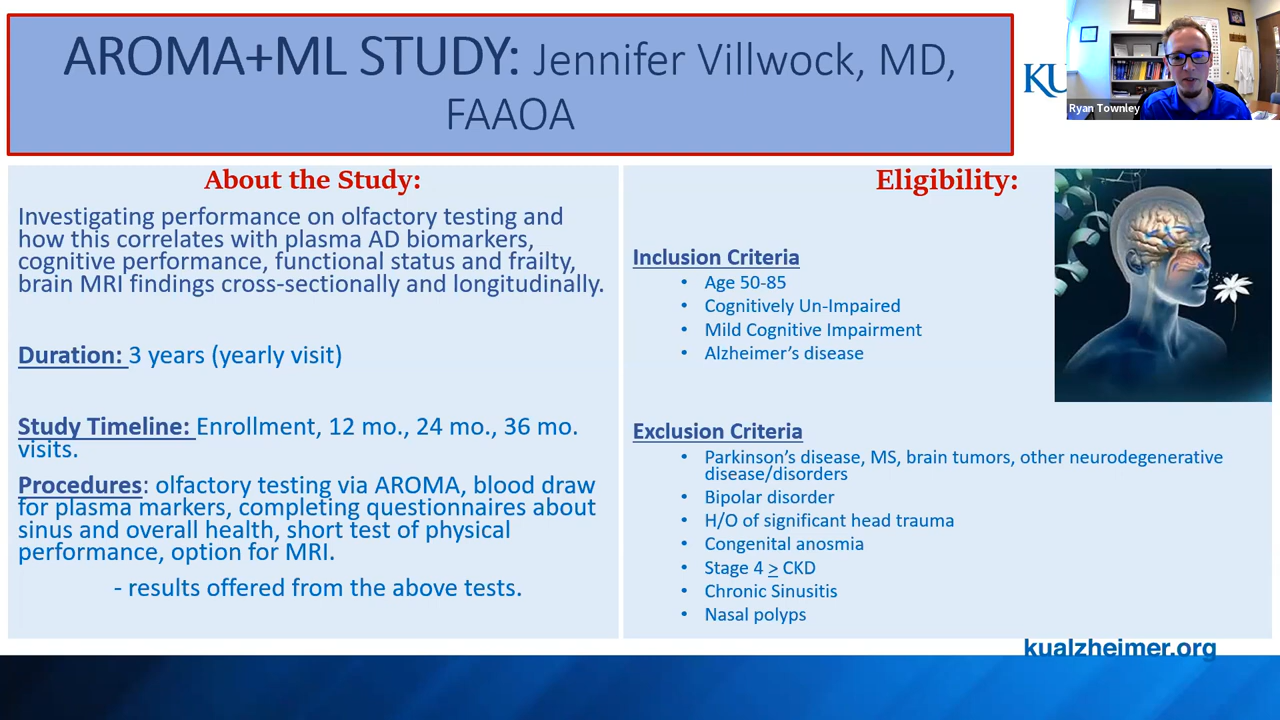 AROMA+ML STUDY: Jennifer Villwock, MD,
FAAOA
KU
Ryan Townley
About the Study:
Investigating performance on olfactory testing and
how this correlates with plasma AD biomarkers,
cognitive performance, functional status and frailty,
brain MRI findings cross-sectionally and longitudinally.
Duration: 3 years (yearly visit)
Study Timeline: Enrollment, 12 mo., 24 mo., 36 mo.
visits.
Procedures: olfactory testing via AROMA, blood draw
for plasma markers, completing questionnaires about
sinus and overall health, short test of physical
performance, option for MRI.
- results offered from the above tests.
Eligibility:
Inclusion Criteria
• Age 50-85
• Cognitively Un-Impaired
• Mild Cognitive Impairment
• Alzheimer's disease
Exclusion Criteria
• Parkinson's disease, MS, brain tumors, other neurodegenerative
disease/disorders
• Bipolar disorder
• H/O of significant head trauma
• Congenital anosmia
• Stage 4 ≥ CKD
• Chronic Sinusitis
• Nasal polyps
kualzheimer.org